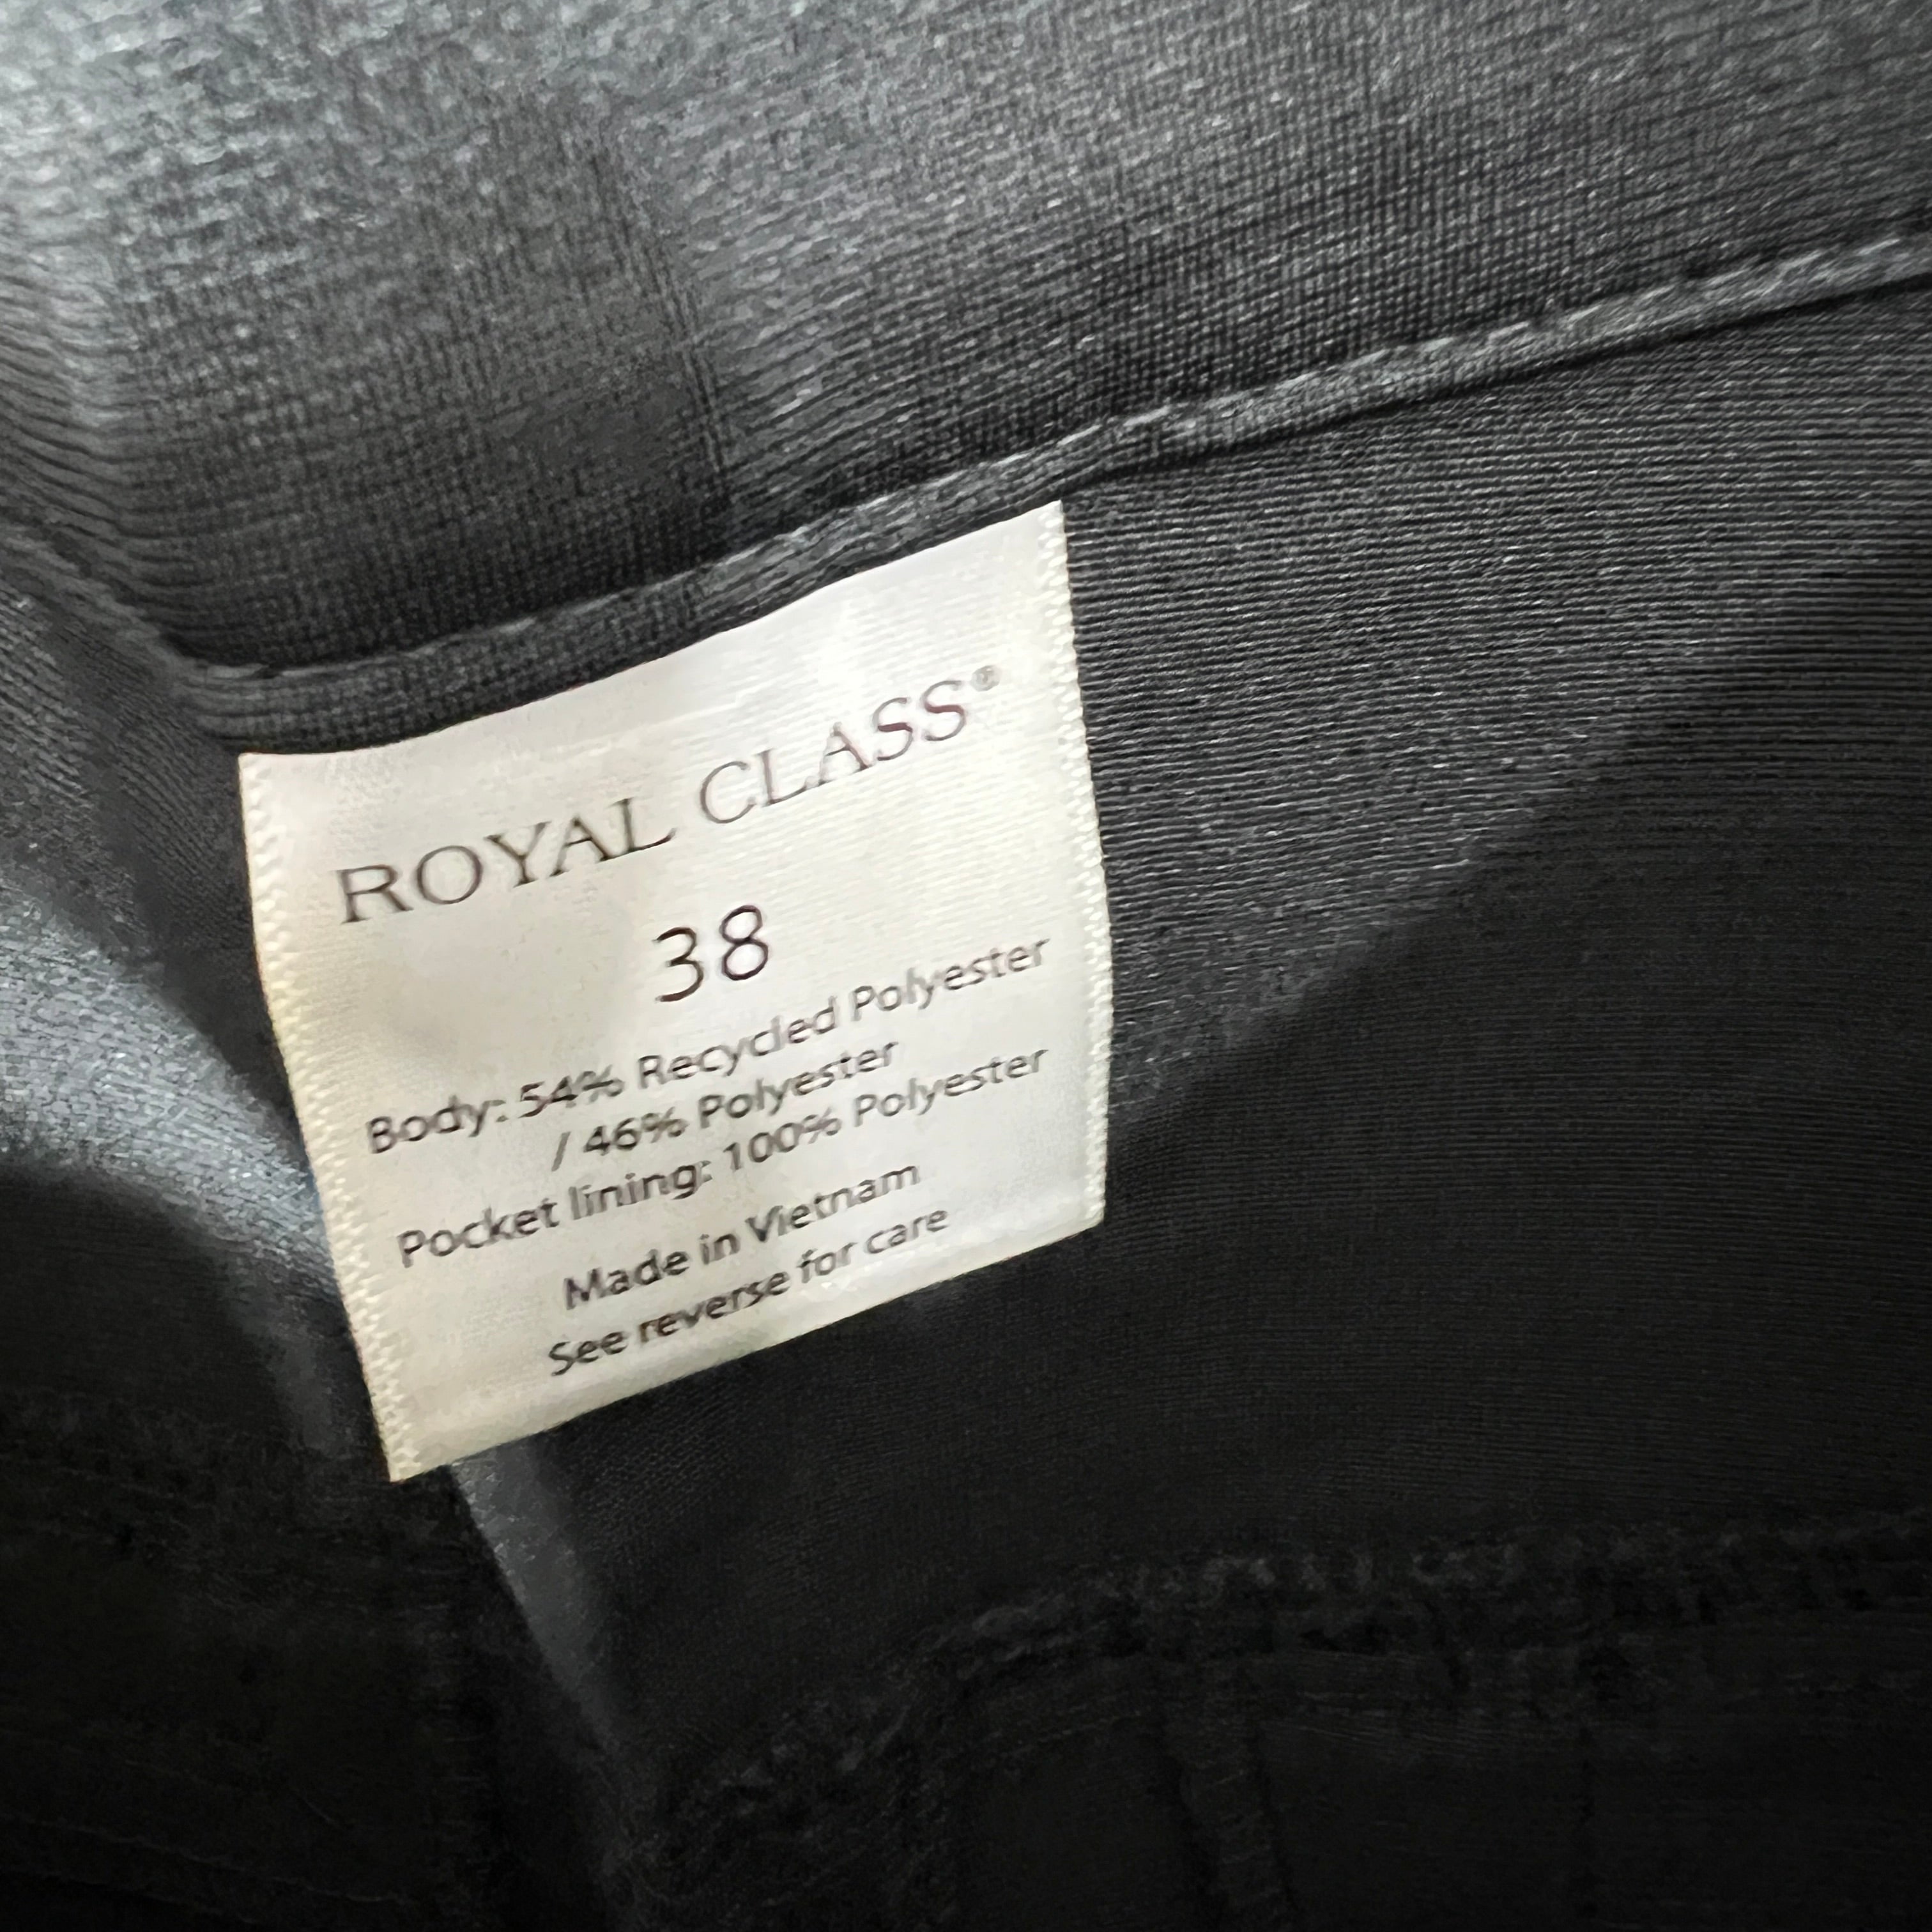 ROYAL CLASS®
38
Body: 54% Recycled Polyester
/ 46% Polyester
Pocket lining: 100% Polyester
Made in Vietnam
See reverse for care